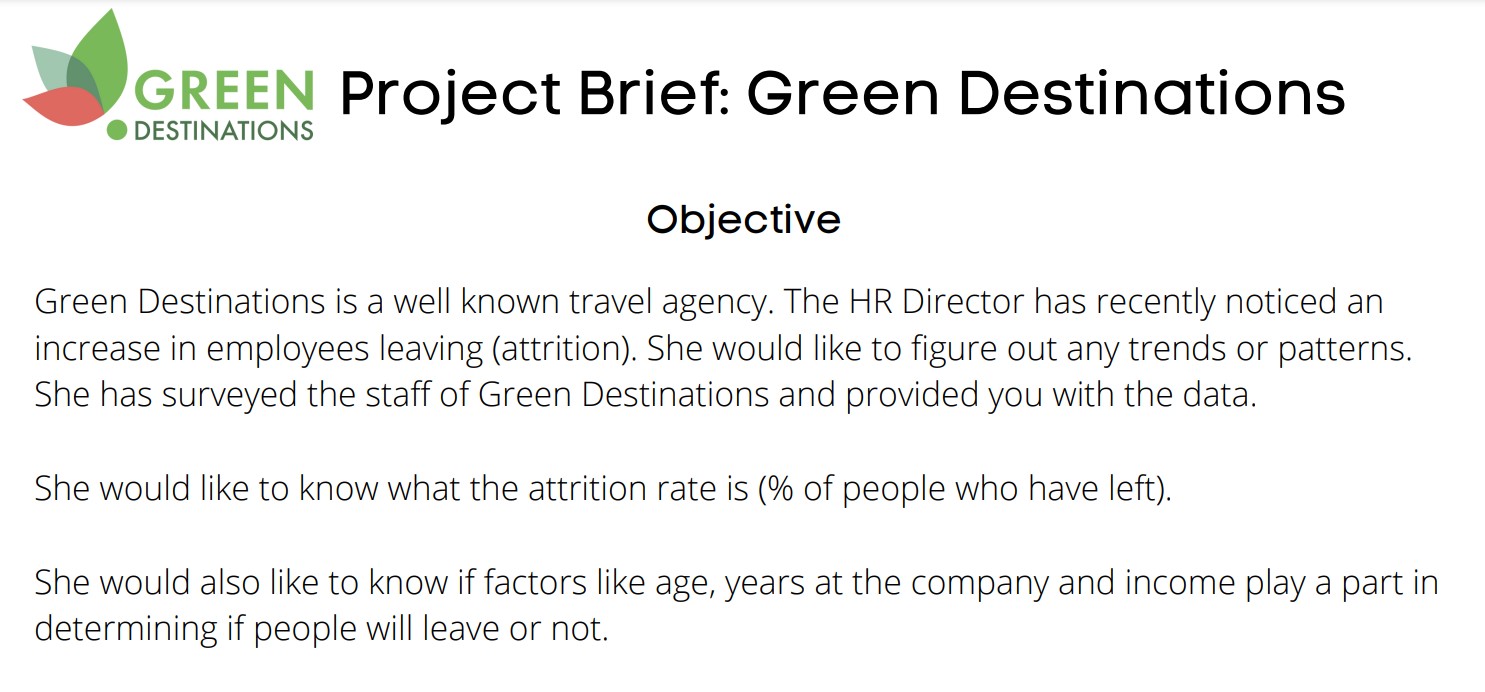 GREEN
DESTINATIONS
Project Brief: Green Destinations
Objective
Green Destinations is a well known travel agency. The HR Director has recently noticed an
increase in employees leaving (attrition). She would like to figure out any trends or patterns.
She has surveyed the staff of Green Destinations and provided you with the data.
She would like to know what the attrition rate is (% of people who have left).
She would also like to know if factors like age, years at the company and income play a part in
determining if people will leave or not.